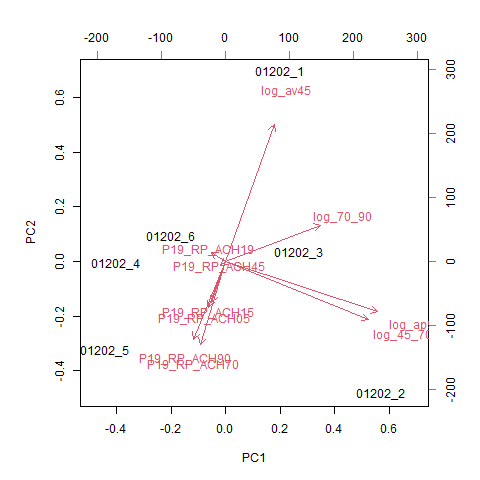 -200 -100 0 100 200 300
01202_1
log_av45
log_70_90
01202_6
P19_RP_ACH19
01202_3
01202_4
P19_RP_ACH45
P19_RP_ACH15
P19_RP_ACH05
log_ap
log_45_70
01202_5
P19_RP_ACH90
P19_RP_ACH70
01202_2
PC2
-0.4 -0.2 0.0 0.2 0.4 0.6
-200 -100 0 100 200 300
-0.4 -0.2 0.0 0.2 0.4 0.6
PC1